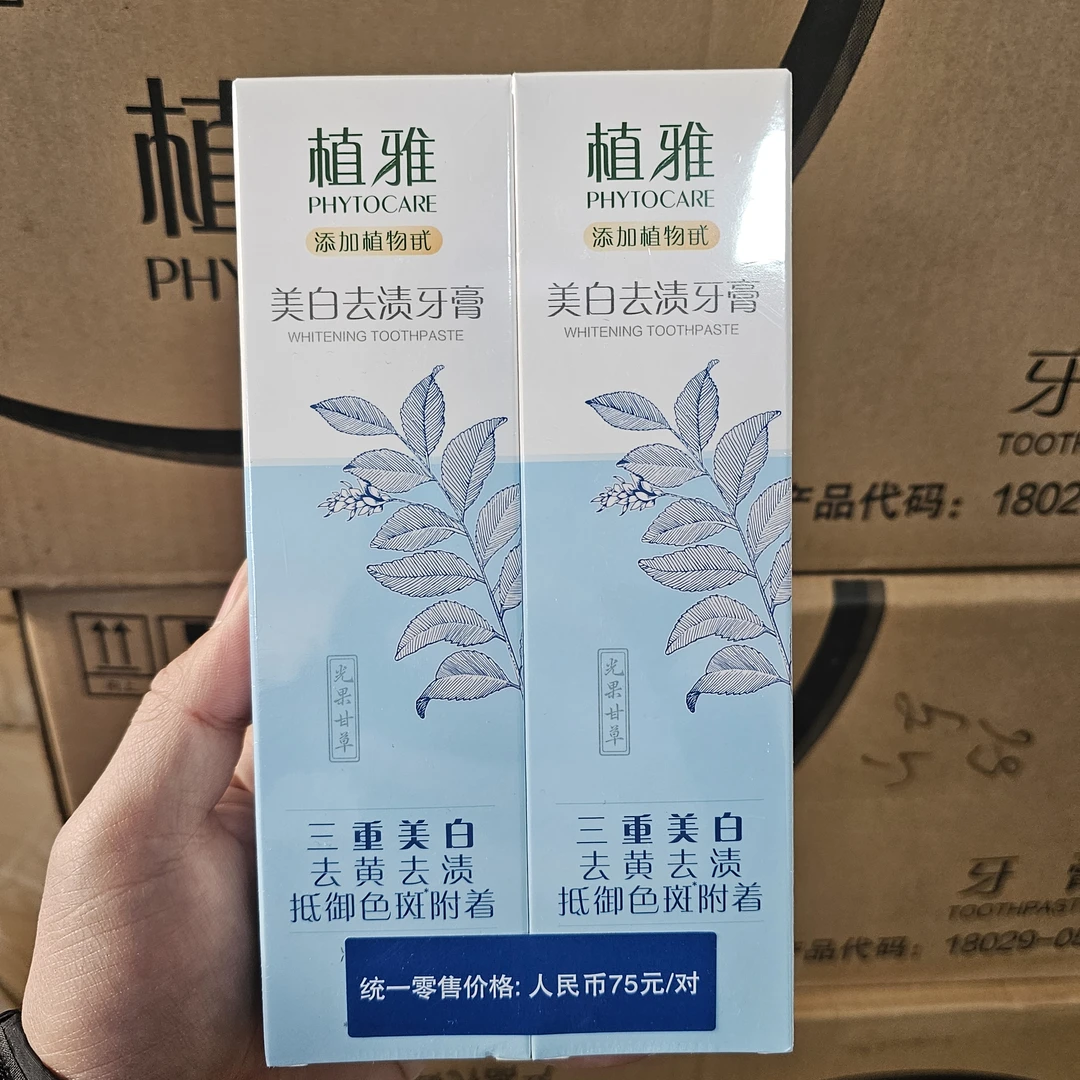 植雅
PHYTOCARE
添加植物甙
美白去渍牙膏
WHITENING TOOTHPASTE
光果甘草
三重美白
去黄去渍
抵御色斑*附着
植雅
PHYTOCARE
添加植物甙
美白去渍牙膏
WHITENING TOOTHPASTE
光果甘草
三重美白
去黄去渍
抵御色斑*附着
统一零售价格: 人民币75元/对
植
PHY
牙
TOOTH
产品代码: 1802
牙膏
TOOTHPAST
产品代码: 18029-0